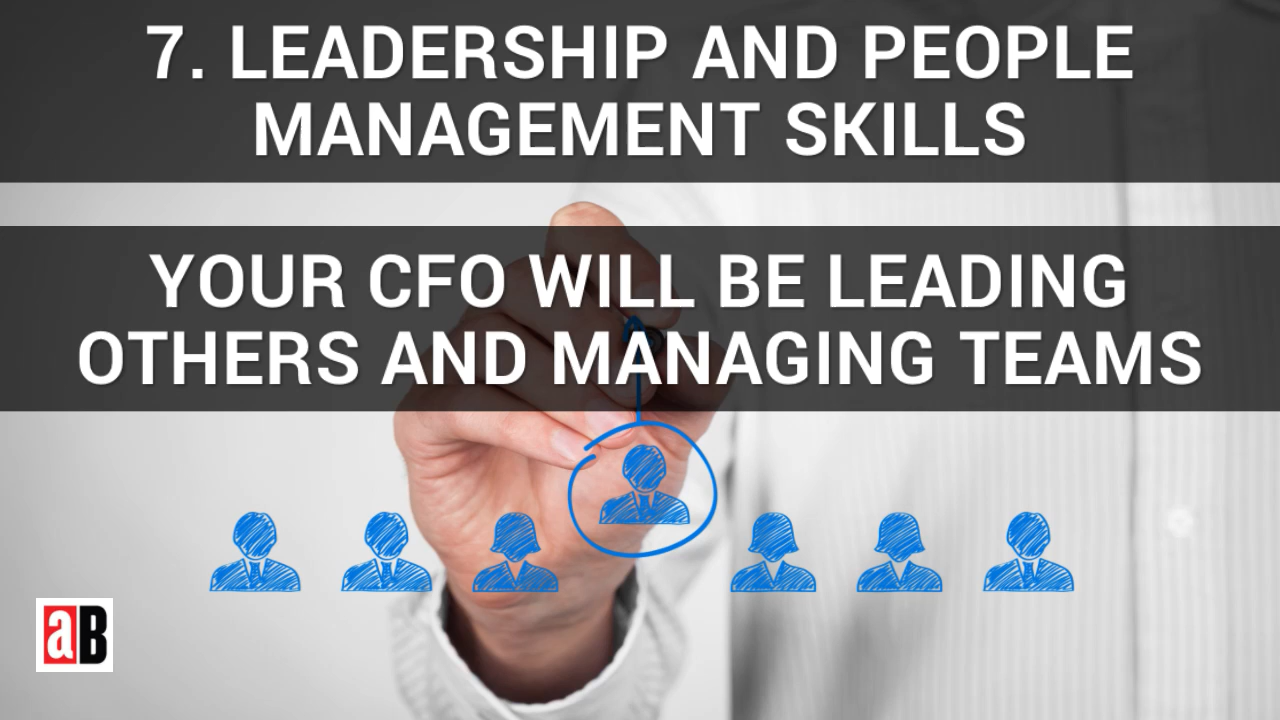 7. LEADERSHIP AND PEOPLE
MANAGEMENT SKILLS
YOUR CFO WILL BE LEADING
OTHERS AND MANAGING TEAMS
aB